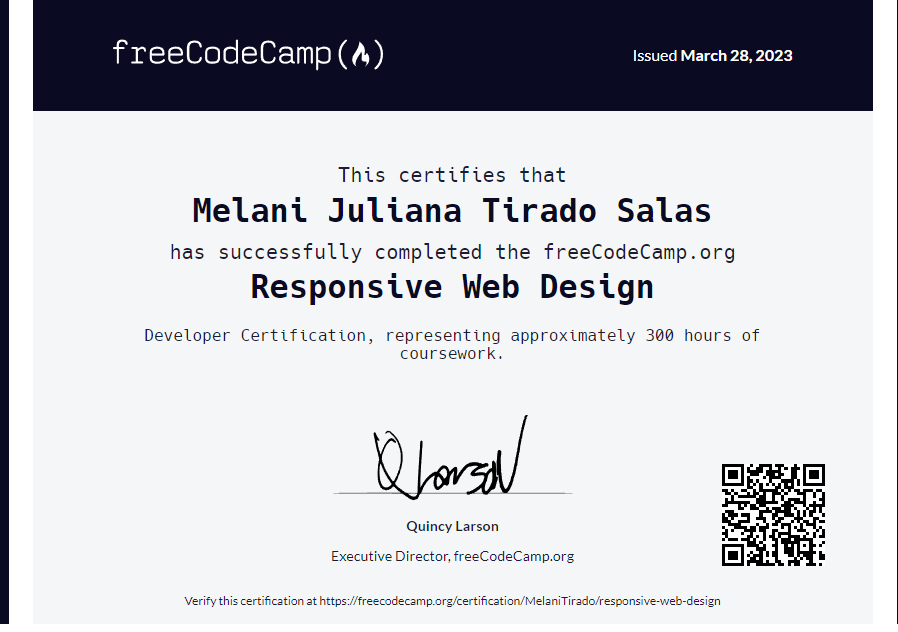 freeCodeCamp
Issued March 28, 2023
This certifies that
Melani Juliana Tirado Salas
has successfully completed the freeCodeCamp.org
Responsive Web Design
Developer Certification, representing approximately 300 hours of
coursework.
Q Larson
Quincy Larson
Executive Director, freeCodeCamp.org
Verify this certification at https://freecodecamp.org/certification/MelaniTirado/responsive-web-design